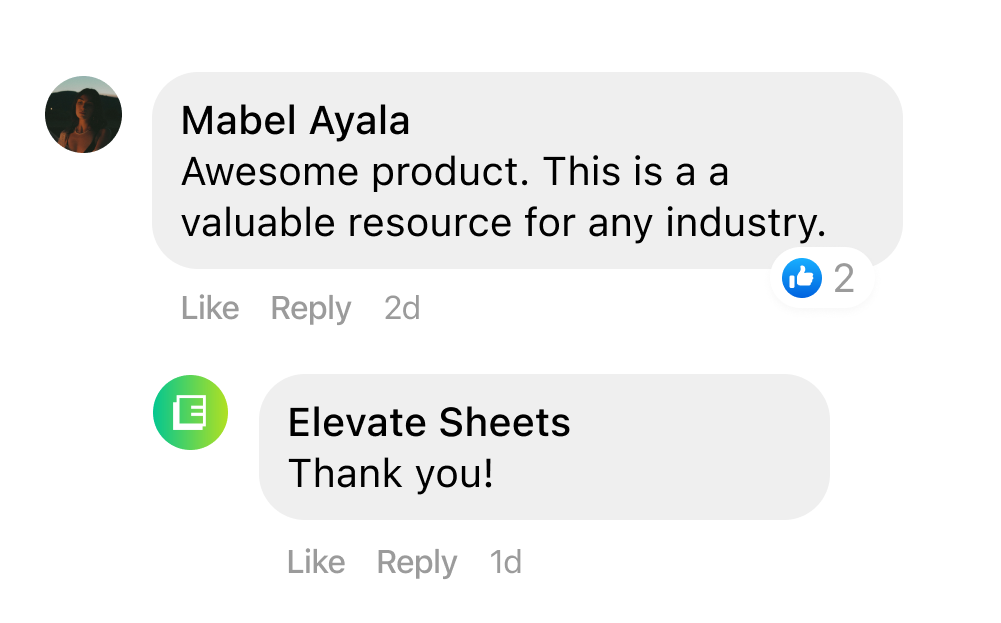 Mabel Ayala
Awesome product. This is a a
valuable resource for any industry.
2
Like Reply 2d
Elevate Sheets
Thank you!
Like Reply 1d